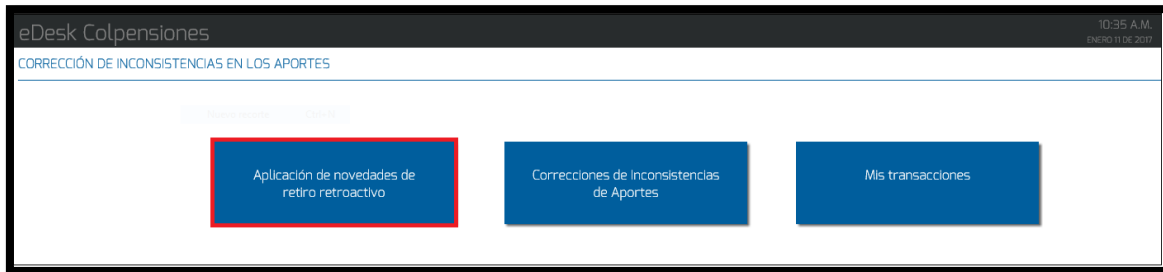 eDesk Colpensiones
10:35 A.M.
ENERO 11 DE 2017
CORRECCIÓN DE INCONSISTENCIAS EN LOS APORTES
Aplicación de novedades de
retiro retroactivo
Correcciones de Inconsistencias
de Aportes
Mis transacciones